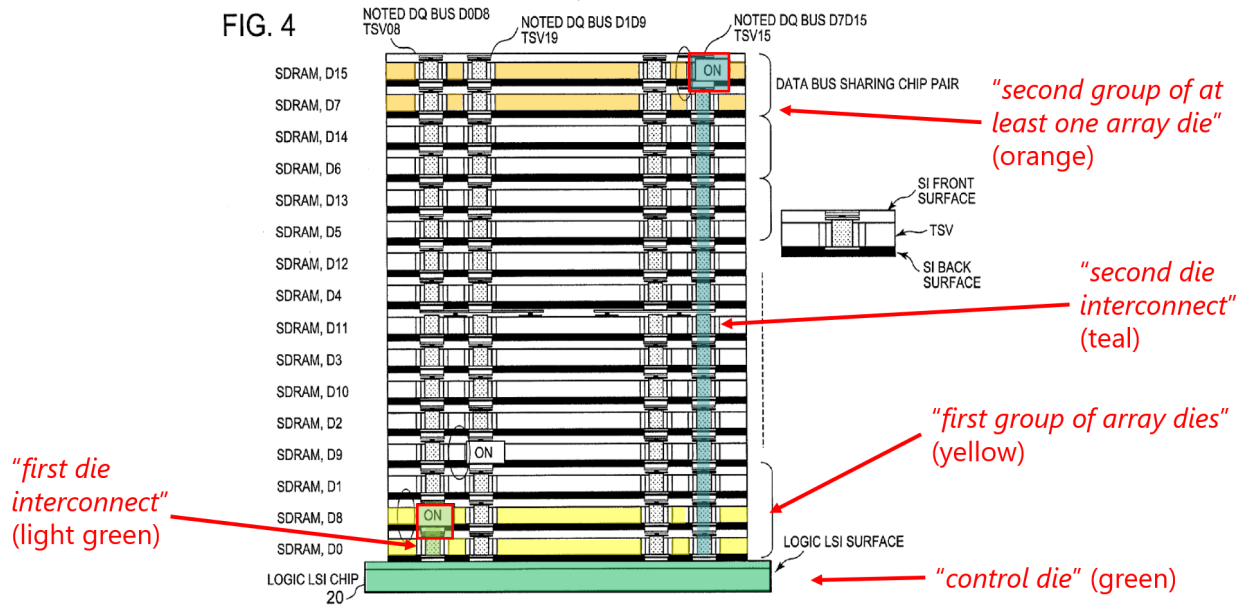 FIG. 4
NOTED DQ BUS D0D8
TSV08
NOTED DQ BUS D1D9
TSV19
NOTED DQ BUS D7D15
TSV15
SDRAM, D15
ON
DATA BUS SHARING CHIP PAIR
SDRAM, D7
"second group of at
least one array die"
(orange)
SDRAM, D14
SDRAM, D6
SDRAM, D13
SDRAM, D5
SI FRONT
SURFACE
TSV
SI BACK
SURFACE
SDRAM, D12
SDRAM, D4
SDRAM, D11
"second die
interconnect"
(teal)
SDRAM, D3
SDRAM, D10
SDRAM, D2
SDRAM, D9
ON
"first group of array dies"
(yellow)
SDRAM, D1
"first die
interconnect"
(light green)
SDRAM, D8
ON
SDRAM, D0
LOGIC LSI SURFACE
LOGIC LSI CHIP
20
"control die" (green)